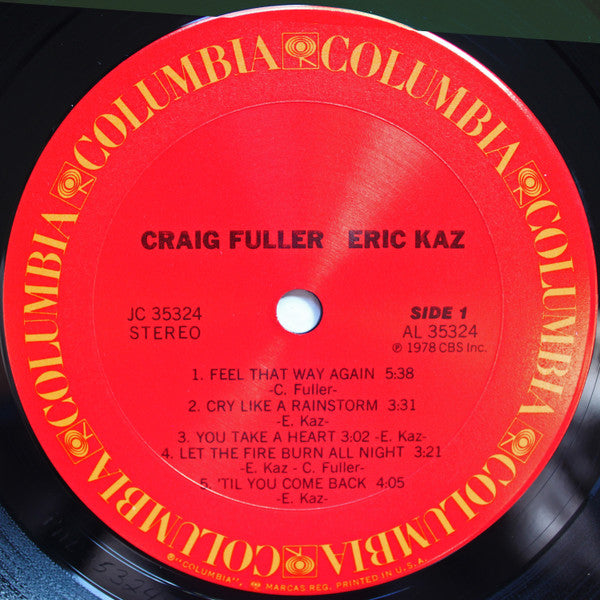 COLUMBIA COLUMBIA COLUMBIA COLUMBIA COLUMBIA COLUMBIA
CRAIG FULLER ERIC KAZ
JC 35324
STEREO
SIDE 1
AL 35324
℗ 1978 CBS Inc.
1. FEEL THAT WAY AGAIN 5:38
-C. Fuller-
2. CRY LIKE A RAINSTORM 3:31
-E. Kaz-
3. YOU TAKE A HEART 3:02 -E. Kaz-
4. LET THE FIRE BURN ALL NIGHT 3:21
-E. Kaz - C. Fuller-
5. 'TIL YOU COME BACK 4:05
-E. Kaz-
®"COLUMBIA", MARCAS REG. PRINTED IN U.S.A.